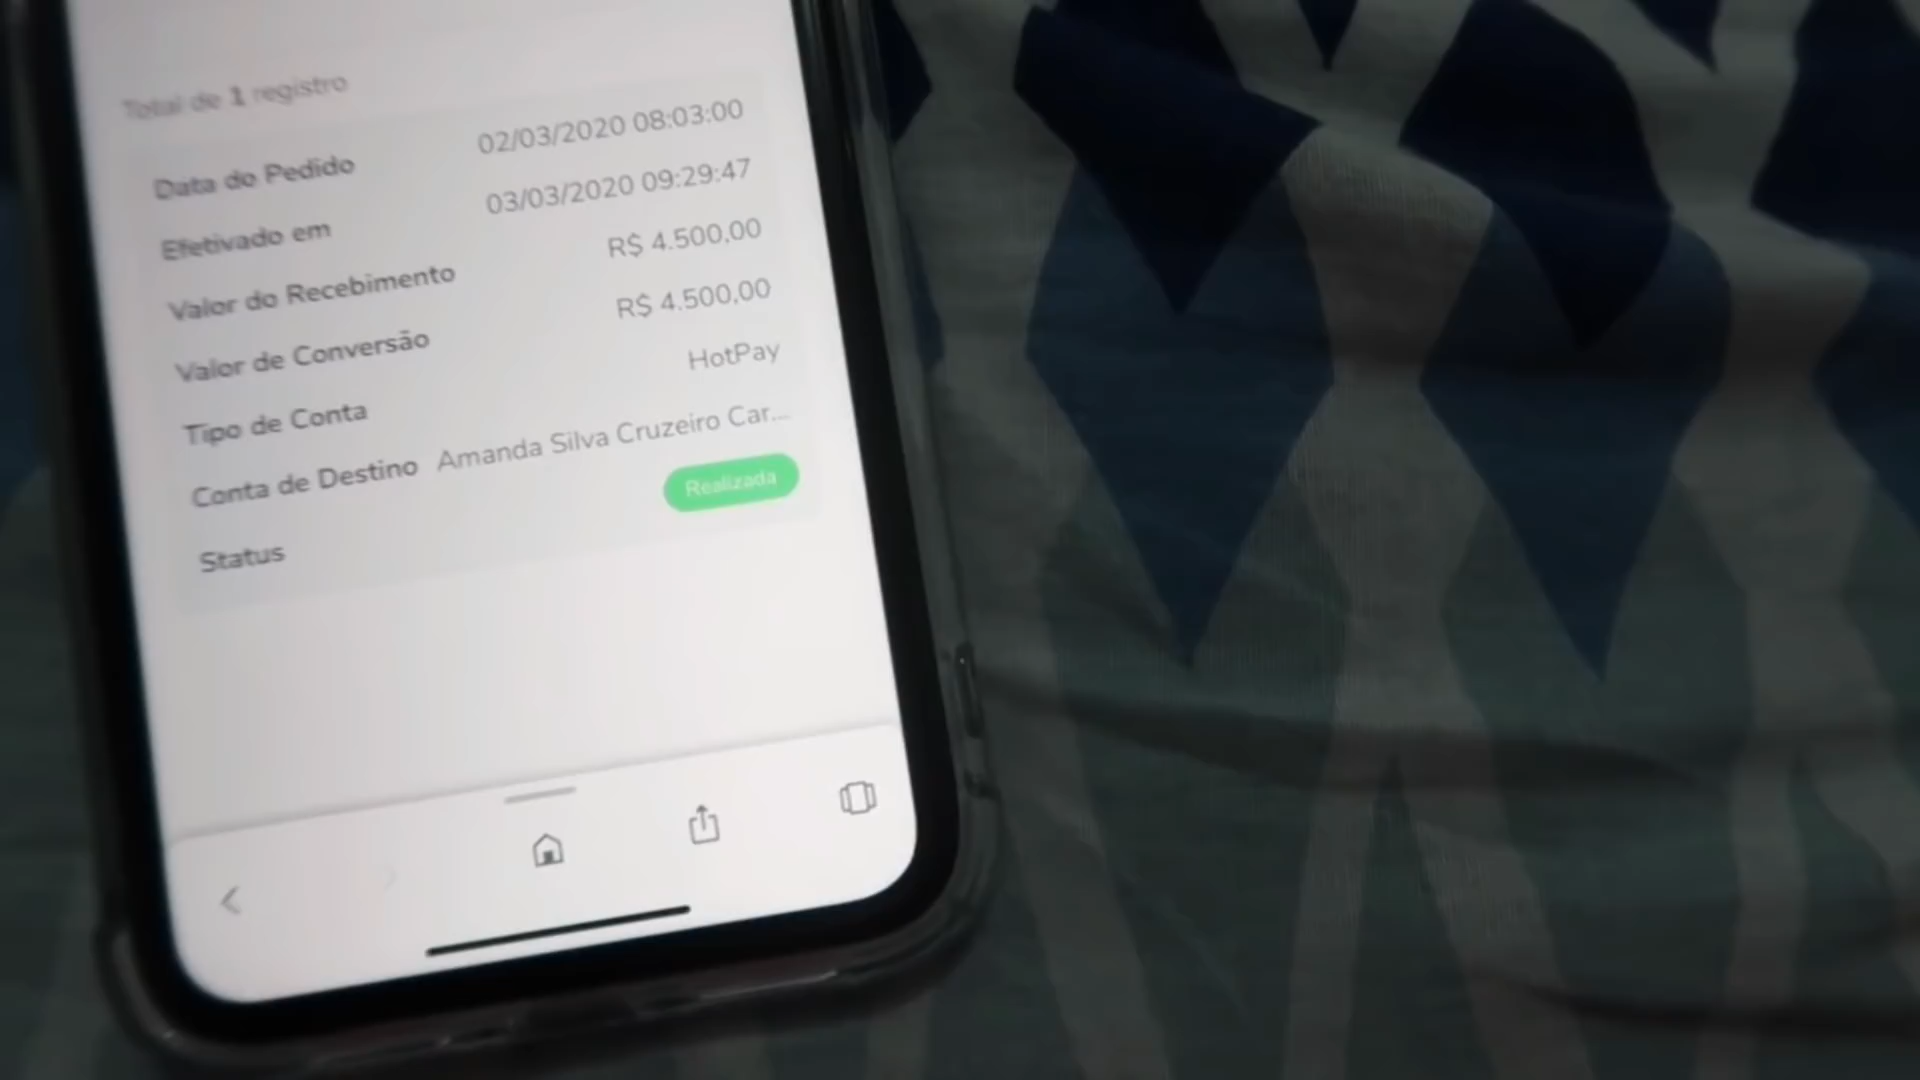 Total de 1 registro
Data do Pedido 02/03/2020 08:03:00
Efetivado em 03/03/2020 09:29:47
Valor do Recebimento R$ 4.500,00
Valor de Conversão R$ 4.500,00
Tipo de Conta HotPay
Conta de Destino Amanda Silva Cruzeiro Car...
Status Realizada